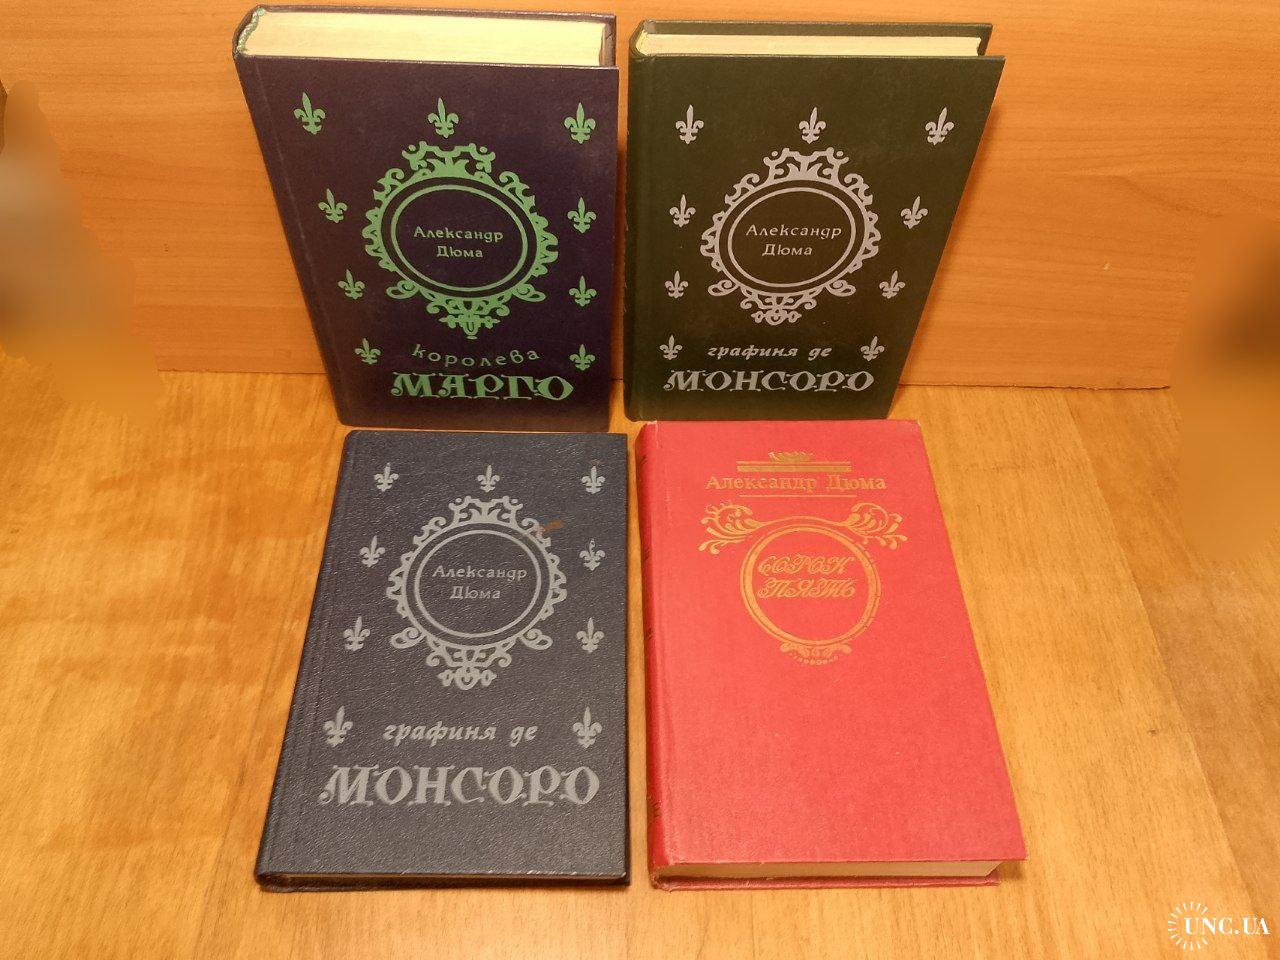 Александр
Дюма
королева
МАРГО
Александр
Дюма
графиня де
МОНСОРО
Александр
Дюма
графиня де
МОНСОРО
Александр Дюма
СОРОК
ПЯТЬ
UNC.UA